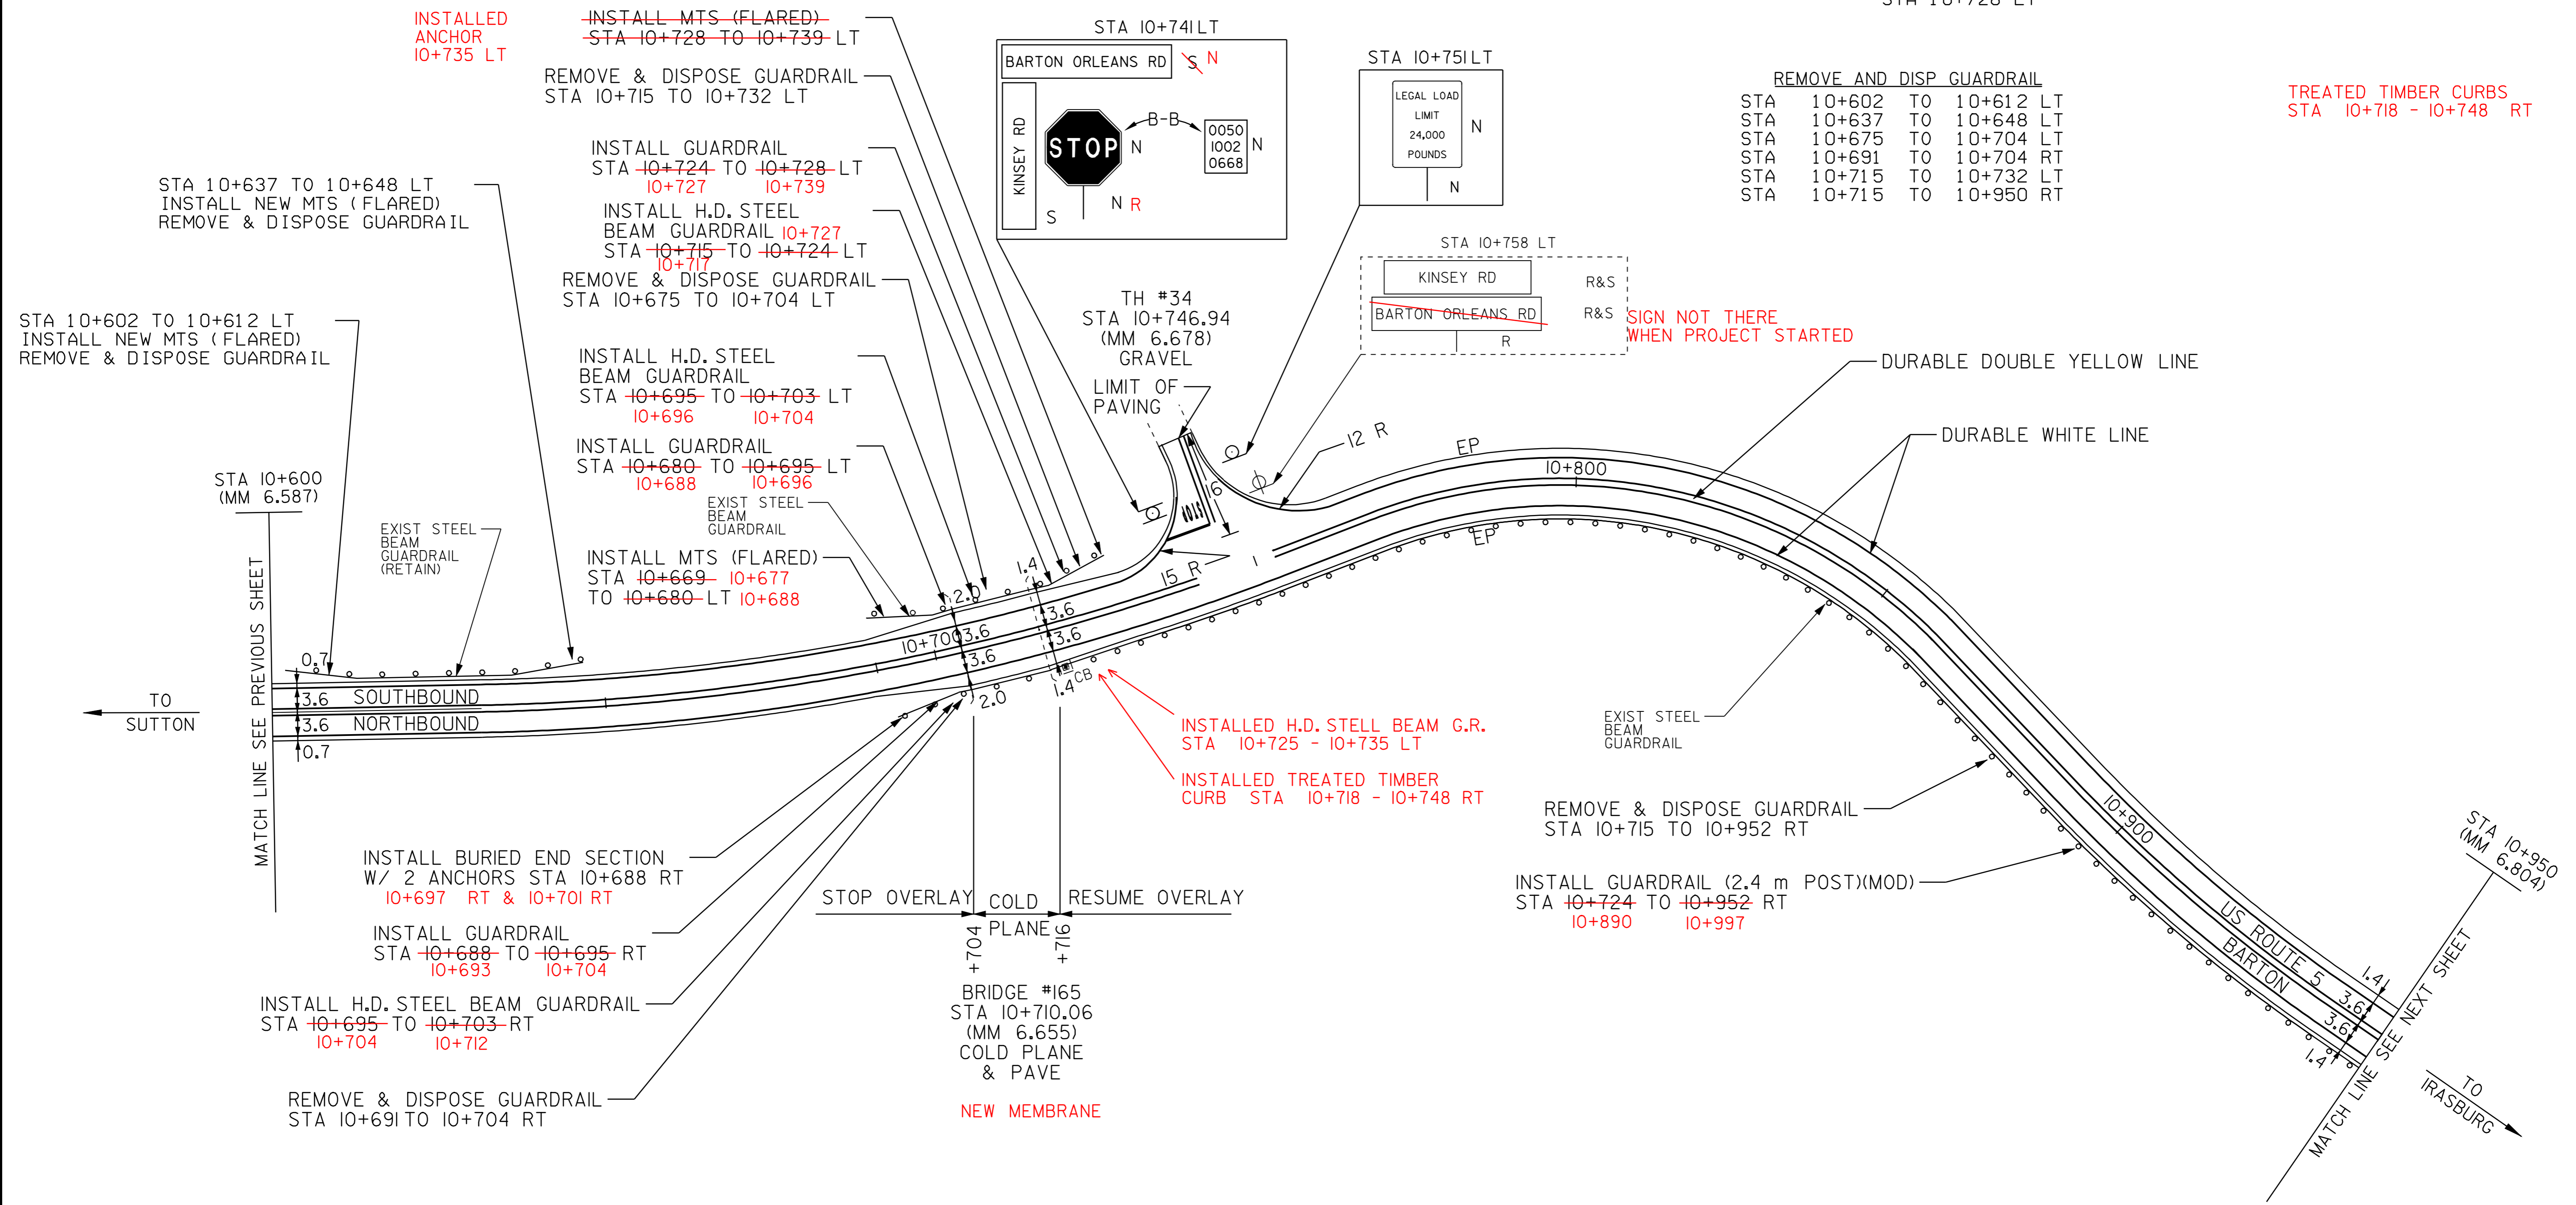 INSTALLED
ANCHOR
10+735 LT
INSTALL MTS (FLARED)
STA 10+728 TO 10+739 LT
REMOVE & DISPOSE GUARDRAIL
STA 10+715 TO 10+732 LT
INSTALL GUARDRAIL
STA 10+724 TO 10+728 LT
10+727 10+739
INSTALL H.D. STEEL
BEAM GUARDRAIL 10+727
STA 10+715 TO 10+724 LT
10+717
REMOVE & DISPOSE GUARDRAIL
STA 10+675 TO 10+704 LT
INSTALL H.D. STEEL
BEAM GUARDRAIL
STA 10+695 TO 10+703 LT
10+696 10+704
INSTALL GUARDRAIL
STA 10+680 TO 10+695 LT
10+688 10+696
EXIST STEEL
BEAM
GUARDRAIL
INSTALL MTS (FLARED)
STA 10+669 10+677
TO 10+680 LT 10+688
STA 10+637 TO 10+648 LT
INSTALL NEW MTS (FLARED)
REMOVE & DISPOSE GUARDRAIL
STA 10+602 TO 10+612 LT
INSTALL NEW MTS (FLARED)
REMOVE & DISPOSE GUARDRAIL
STA 10+600
(MM 6.587)
EXIST STEEL
BEAM
GUARDRAIL
(RETAIN)
MATCH LINE SEE PREVIOUS SHEET
TO
SUTTON
0.7
3.6 SOUTHBOUND
3.6 NORTHBOUND
0.7
STA 10+741 LT
BARTON ORLEANS RD S N
KINSEY RD
S
STOP N
B-B
0050
1002
0668
N
N R
STA 10+751 LT
LEGAL LOAD
LIMIT
24,000
POUNDS
N
N
STA 10+758 LT
KINSEY RD R&S
BARTON ORLEANS RD R&S
R
SIGN NOT THERE
WHEN PROJECT STARTED
STA 10+728 LT
REMOVE AND DISP GUARDRAIL
STA 10+602 TO 10+612 LT
STA 10+637 TO 10+648 LT
STA 10+675 TO 10+704 LT
STA 10+691 TO 10+704 RT
STA 10+715 TO 10+732 LT
STA 10+715 TO 10+950 RT
TREATED TIMBER CURBS
STA 10+718 - 10+748 RT
TH #34
STA 10+746.94
(MM 6.678)
GRAVEL
LIMIT OF
PAVING
12 R
15 R
STOP
EP
10+800
EP
DURABLE DOUBLE YELLOW LINE
DURABLE WHITE LINE
1.4
2.0
3.6
3.6
10+700
3.6
3.6
2.0
1.4
CB
INSTALLED H.D. STELL BEAM G.R.
STA 10+725 - 10+735 LT
INSTALLED TREATED TIMBER
CURB STA 10+718 - 10+748 RT
EXIST STEEL
BEAM
GUARDRAIL
REMOVE & DISPOSE GUARDRAIL
STA 10+715 TO 10+952 RT
INSTALL GUARDRAIL (2.4 m POST)(MOD)
STA 10+724 TO 10+952 RT
10+890 10+997
INSTALL BURIED END SECTION
W/ 2 ANCHORS STA 10+688 RT
10+697 RT & 10+701 RT
INSTALL GUARDRAIL
STA 10+688 TO 10+695 RT
10+693 10+704
INSTALL H.D. STEEL BEAM GUARDRAIL
STA 10+695 TO 10+703 RT
10+704 10+712
REMOVE & DISPOSE GUARDRAIL
STA 10+691 TO 10+704 RT
STOP OVERLAY
COLD
PLANE
RESUME OVERLAY
+704
+716
BRIDGE #165
STA 10+710.06
(MM 6.655)
COLD PLANE
& PAVE
NEW MEMBRANE
10+900
US ROUTE 5
BARTON
1.4
3.6
3.6
1.4
STA 10+950
(MM 6.804)
MATCH LINE SEE NEXT SHEET
TO
IRASBURG